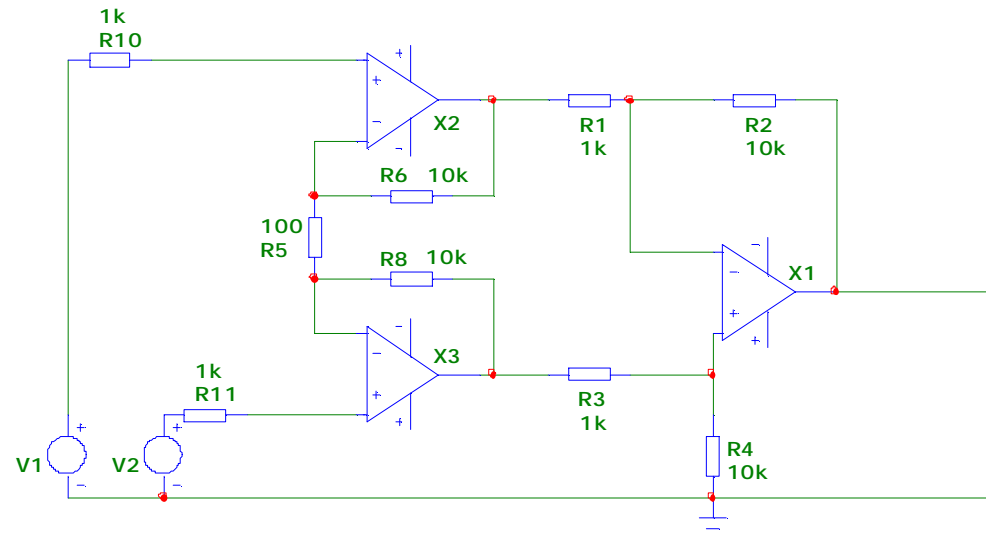 1k
R10
+
+
−
−
X2
R1
1k
R2
10k
R6 10k
100
R5
R8 10k
−
−
+
+
X3
−
−
+
+
X1
1k
R11
R3
1k
+
−
V1
+
−
V2
R4
10k